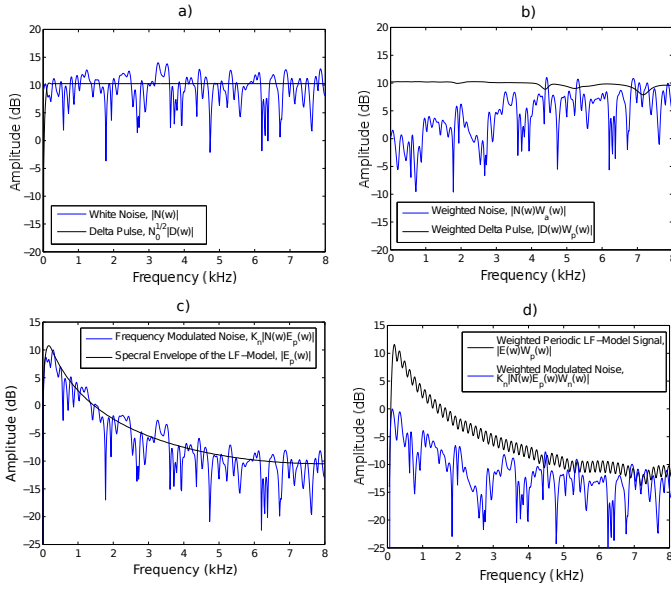 a)
20
15
10
5
0
−5
−10
−15
−20
Amplitude (dB)
White Noise, |N(w)|
Delta Pulse, N₀^1/2|D(w)|
0 1 2 3 4 5 6 7 8
Frequency (kHz)
b)
20
15
10
5
0
−5
−10
−15
−20
Amplitude (dB)
Weighted Noise, |N(w)Wₐ(w)|
Weighted Delta Pulse, |D(w)Wₚ(w)|
0 1 2 3 4 5 6 7 8
Frequency (kHz)
c)
15
10
5
0
−5
−10
−15
−20
−25
Amplitude (dB)
Frequency Modulated Noise, Kₙ|N(w)Eₚ(w)|
Specral Envelope of the LF−Model, |Eₚ(w)|
0 1 2 3 4 5 6 7 8
Frequency (kHz)
d)
15
10
5
0
−5
−10
−15
−20
−25
Amplitude (dB)
Weighted Periodic LF−Model Signal,
|E(w)Wₚ(w)|
Weighted Modulated Noise,
Kₙ|N(w)Eₚ(w)Wₙ(w)|
0 1 2 3 4 5 6 7 8
Frequency (kHz)